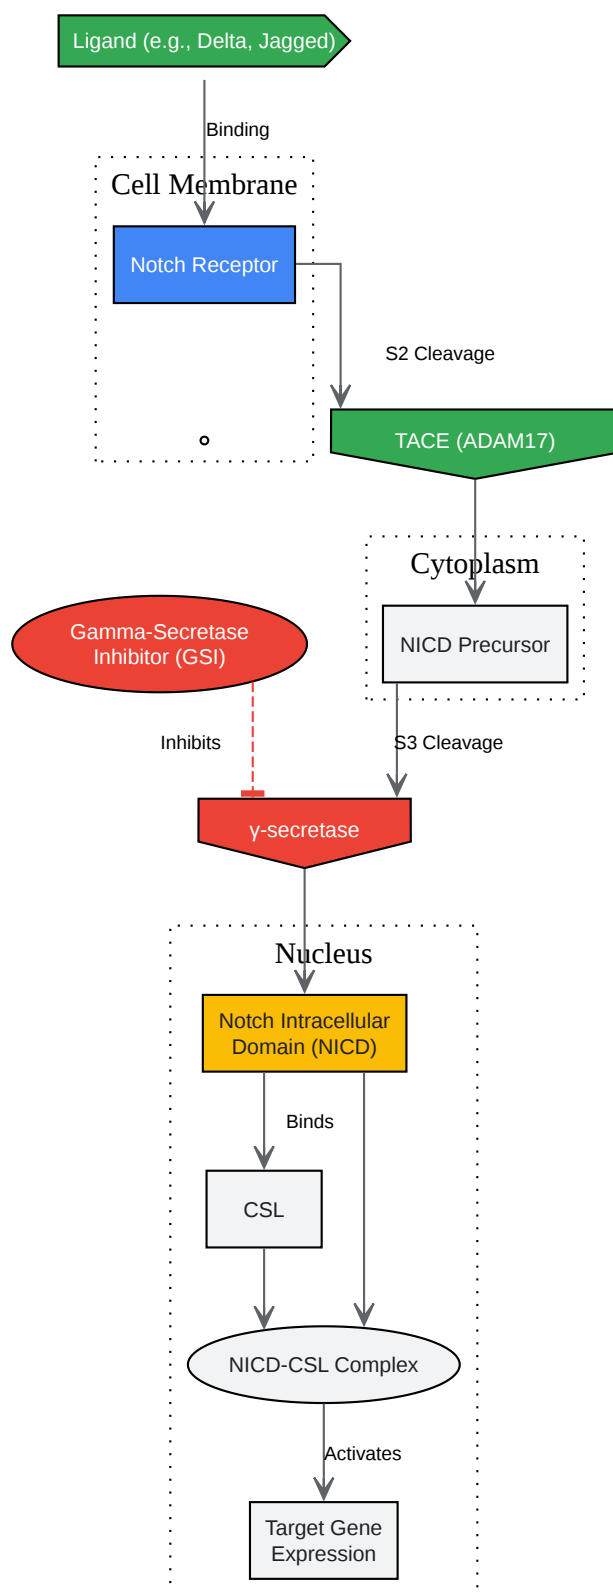 Ligand (e.g., Delta, Jagged)
Binding
Cell Membrane
Notch Receptor
S2 Cleavage
TACE (ADAM17)
Cytoplasm
Gamma-Secretase
Inhibitor (GSI)
NICD Precursor
Inhibits
S3 Cleavage
γ-secretase
Nucleus
Notch Intracellular
Domain (NICD)
Binds
CSL
NICD-CSL Complex
Activates
Target Gene
Expression